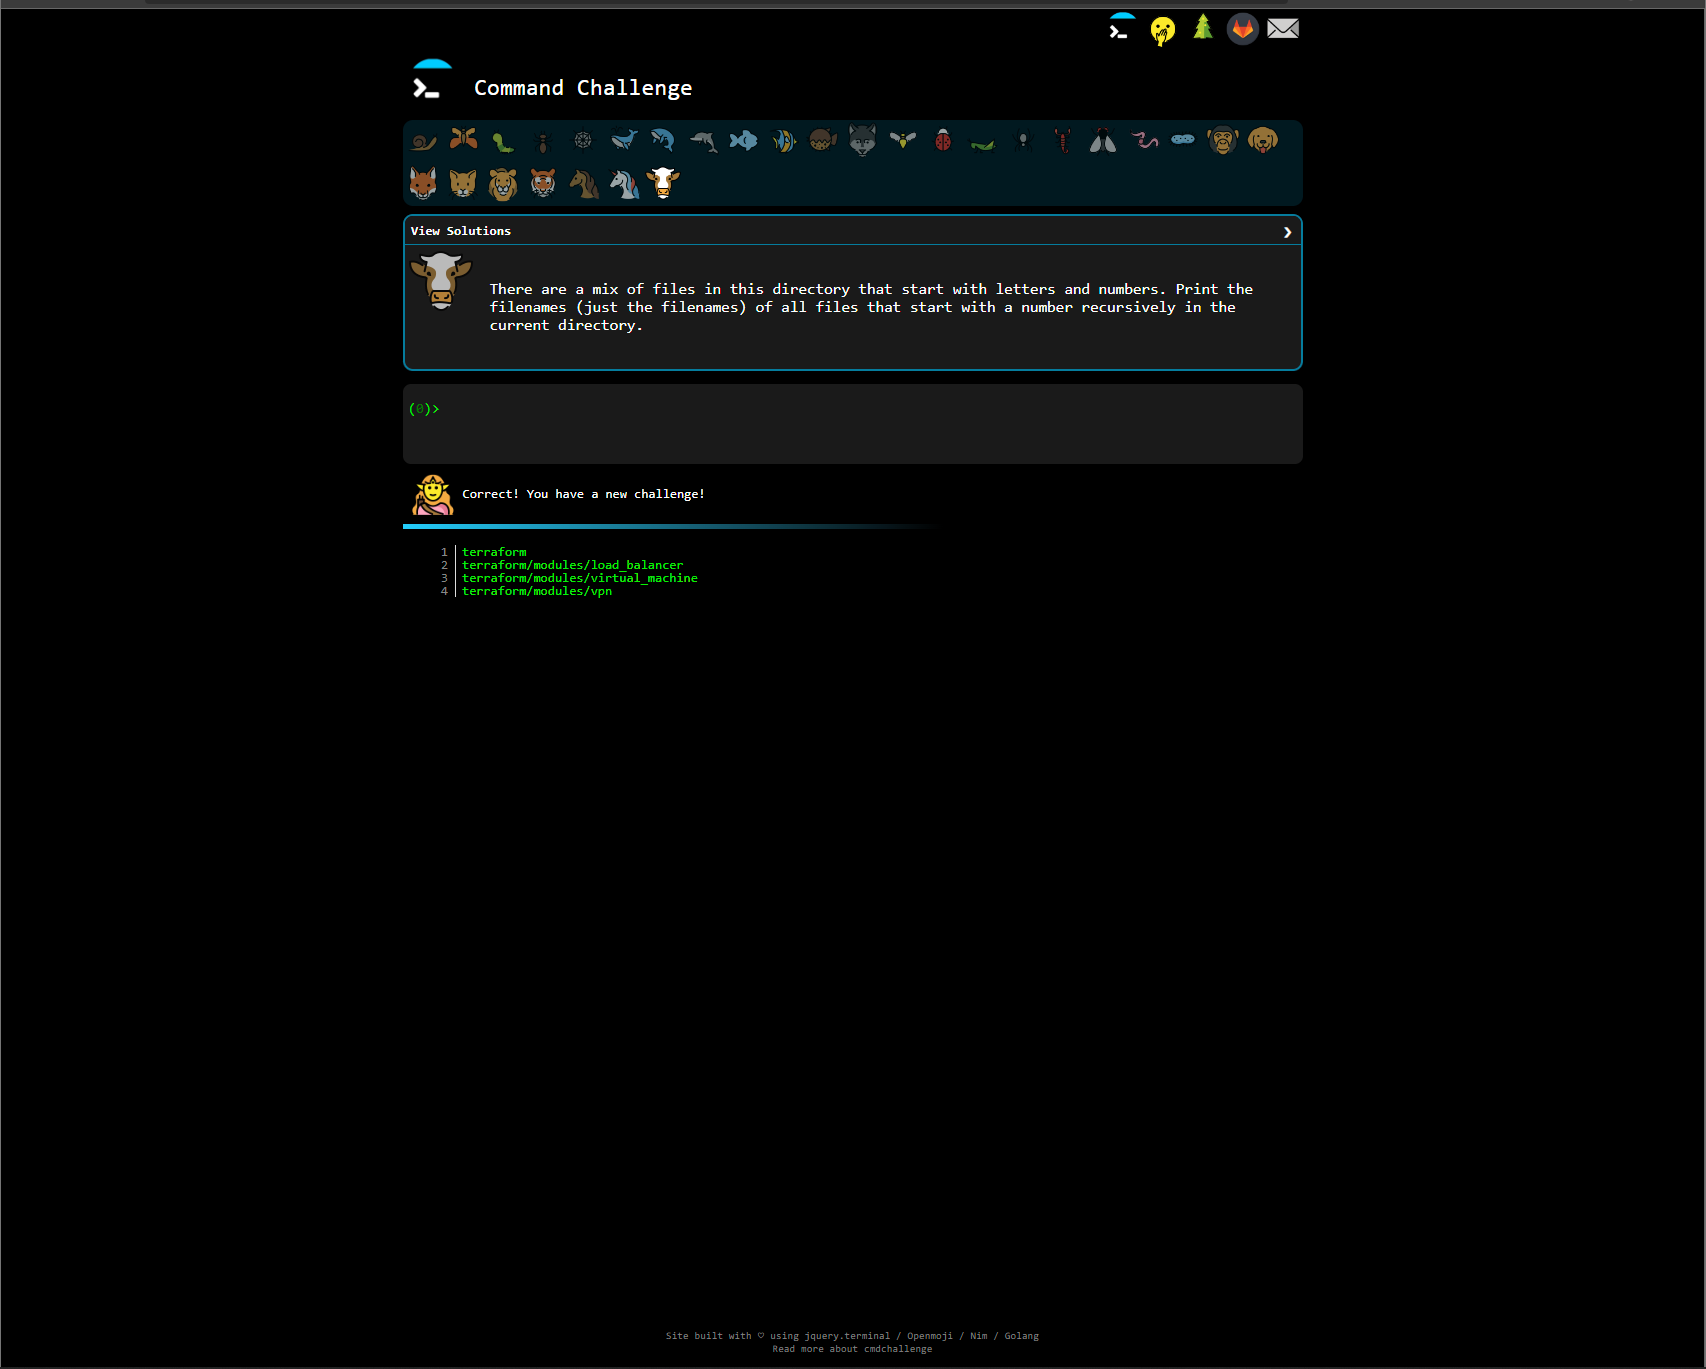 Command Challenge
View Solutions
There are a mix of files in this directory that start with letters and numbers. Print the
filenames (just the filenames) of all files that start with a number recursively in the
current directory.
(0)>
Correct! You have a new challenge!
1 terraform
2 terraform/modules/load_balancer
3 terraform/modules/virtual_machine
4 terraform/modules/vpn
Site built with ♡ using jquery.terminal / Openmoji / Nim / Golang
Read more about cmdchallenge